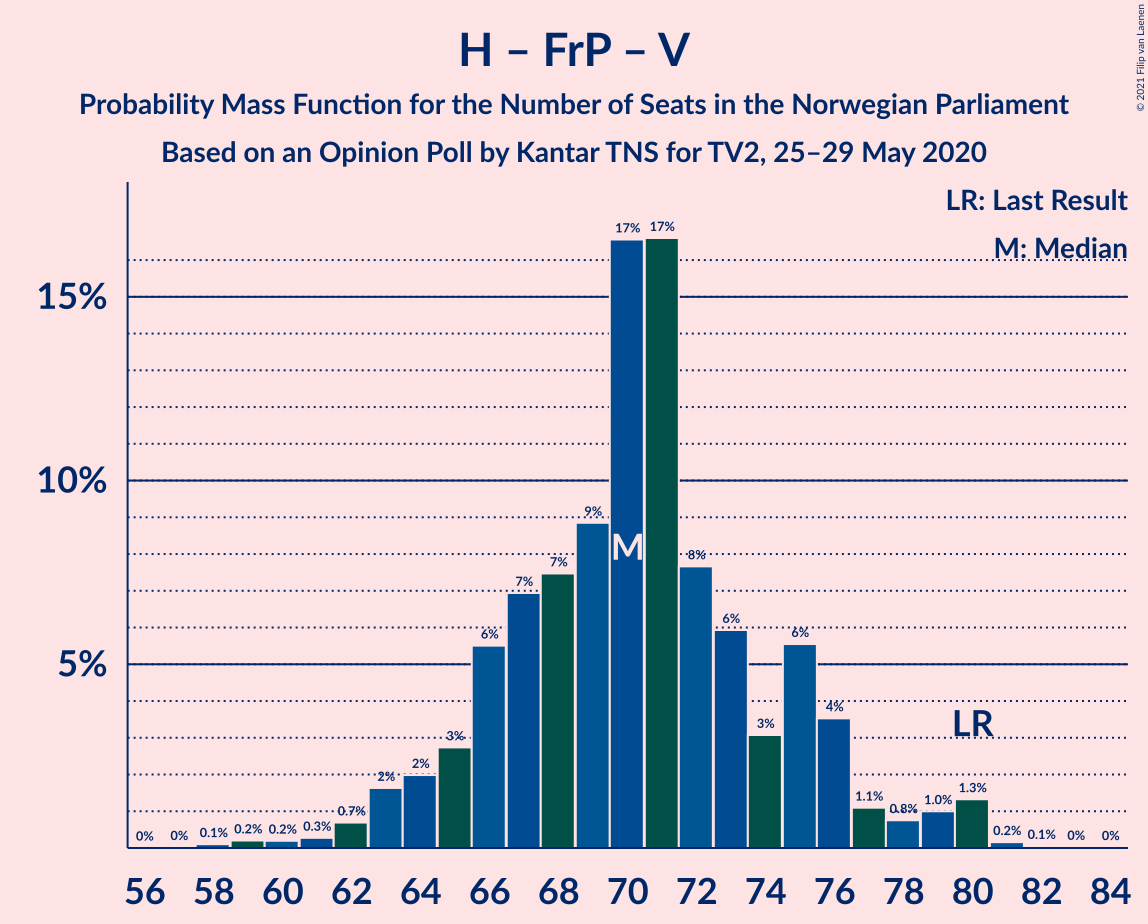 H – FrP – V
Probability Mass Function for the Number of Seats in the Norwegian Parliament
Based on an Opinion Poll by Kantar TNS for TV2, 25–29 May 2020
© 2021 Filip van Laenen
LR: Last Result
M: Median
15%
10%
5%
0% 0% 0.1% 0.2% 0.2% 0.3% 0.7% 2% 2% 3% 6% 7% 7% 9% 17% 17% 8% 6% 3% 6% 4% 1.1% 0.8% 1.0% 1.3% 0.2% 0.1% 0% 0%
M
LR
56 58 60 62 64 66 68 70 72 74 76 78 80 82 84